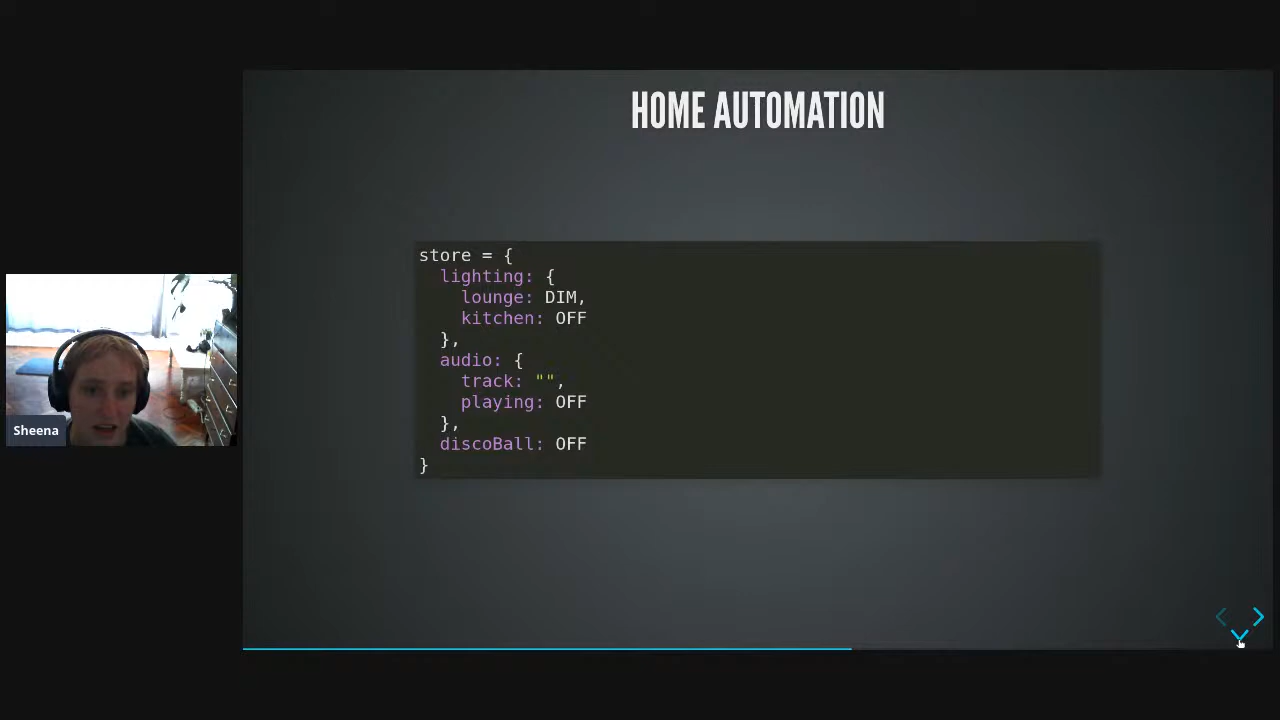 HOME AUTOMATION
store = {
  lighting: {
    lounge: DIM,
    kitchen: OFF
  },
  audio: {
    track: "",
    playing: OFF
  },
  discoBall: OFF
}
Sheena